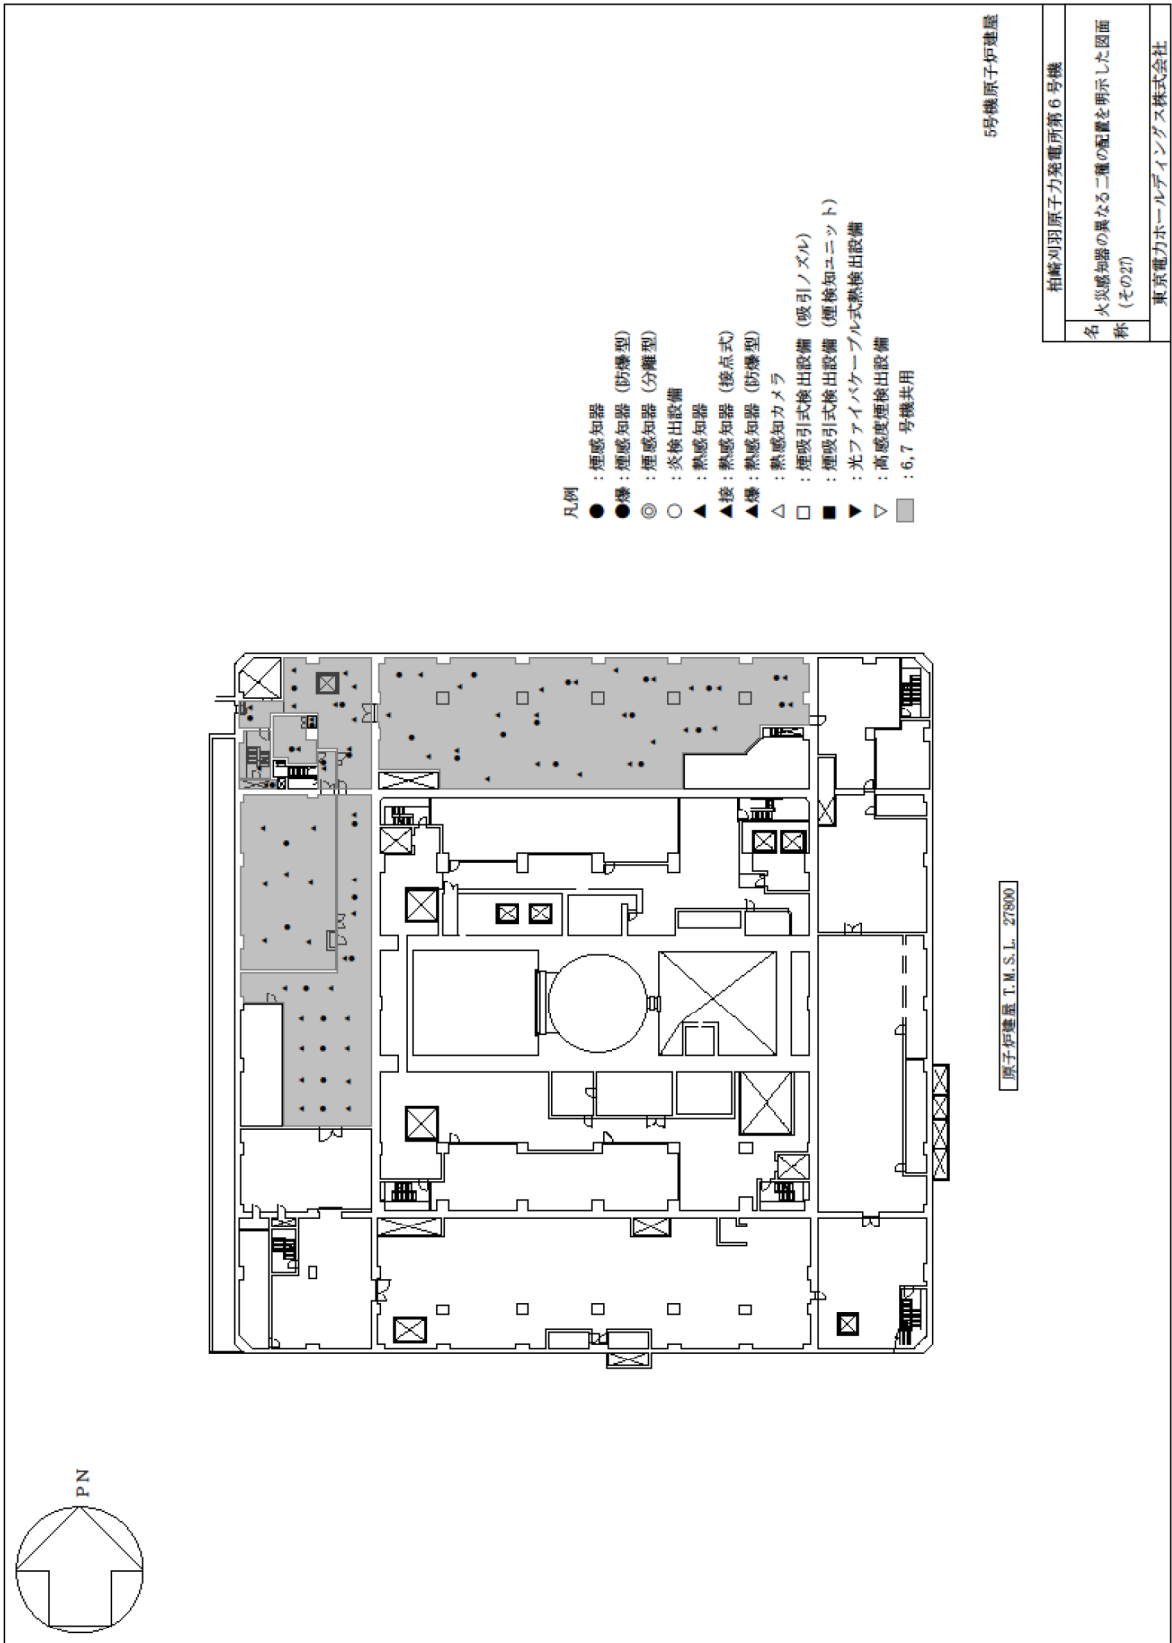 PN
凡例
● : 煙感知器
●爆 : 煙感知器 (防爆型)
◎ : 煙感知器 (分離型)
○ : 炎検出設備
▲ : 熱感知器
▲接 : 熱感知器 (接点式)
▲爆 : 熱感知器 (防爆型)
△ : 熱感知カメラ
□ : 煙吸引式検出設備 (吸引ノズル)
■ : 煙吸引式検出設備 (煙検知ユニット)
▼ : 光ファイバケーブル式熱検出設備
▽ : 高感度煙検出設備
: 6,7 号機共用
原子炉建屋 T.M.S.L. 27800
5号機原子炉建屋
柏崎刈羽原子力発電所第6号機
名称
火災感知器の異なる二種の配置を明示した図面
(その27)
東京電力ホールディングス株式会社